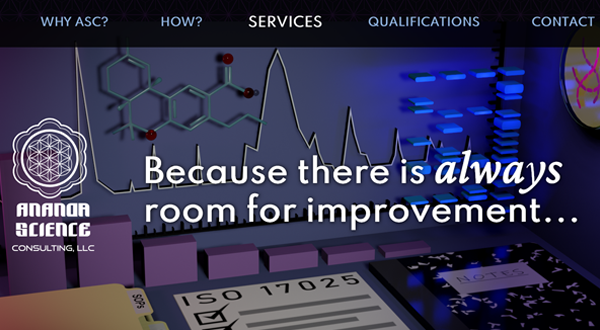 WHY ASC?
HOW?
SERVICES
QUALIFICATIONS
CONTACT
Because there is always
room for improvement...
ANANDA
SCIENCE
CONSULTING, LLC
ISO 17025
SOPs
NOTES